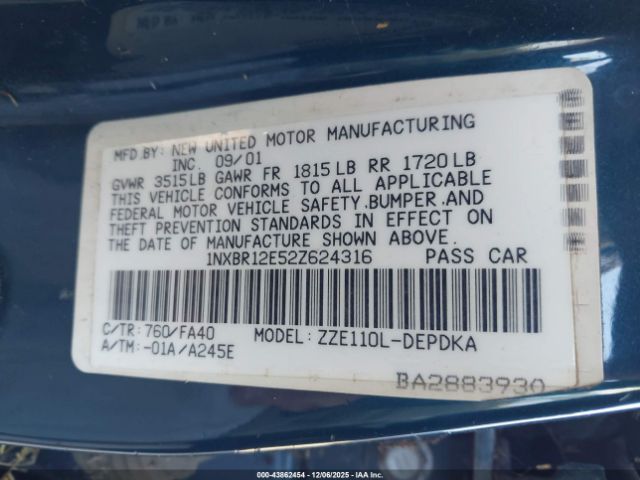 MFD.BY: NEW UNITED MOTOR MANUFACTURING
INC. 09/01
GVWR 3515LB GAWR FR 1815LB RR 1720LB
THIS VEHICLE CONFORMS TO ALL APPLICABLE
FEDERAL MOTOR VEHICLE SAFETY,BUMPER,AND
THEFT PREVENTION STANDARDS IN EFFECT ON
THE DATE OF MANUFACTURE SHOWN ABOVE.
1NXBR12E52Z624316 PASS CAR
C/TR: 760/FA40 MODEL: ZZE110L-DEPDKA
A/TM: -01A/A245E
BA2883930
000-43862454 | 12/06/2025 | IAA Inc.